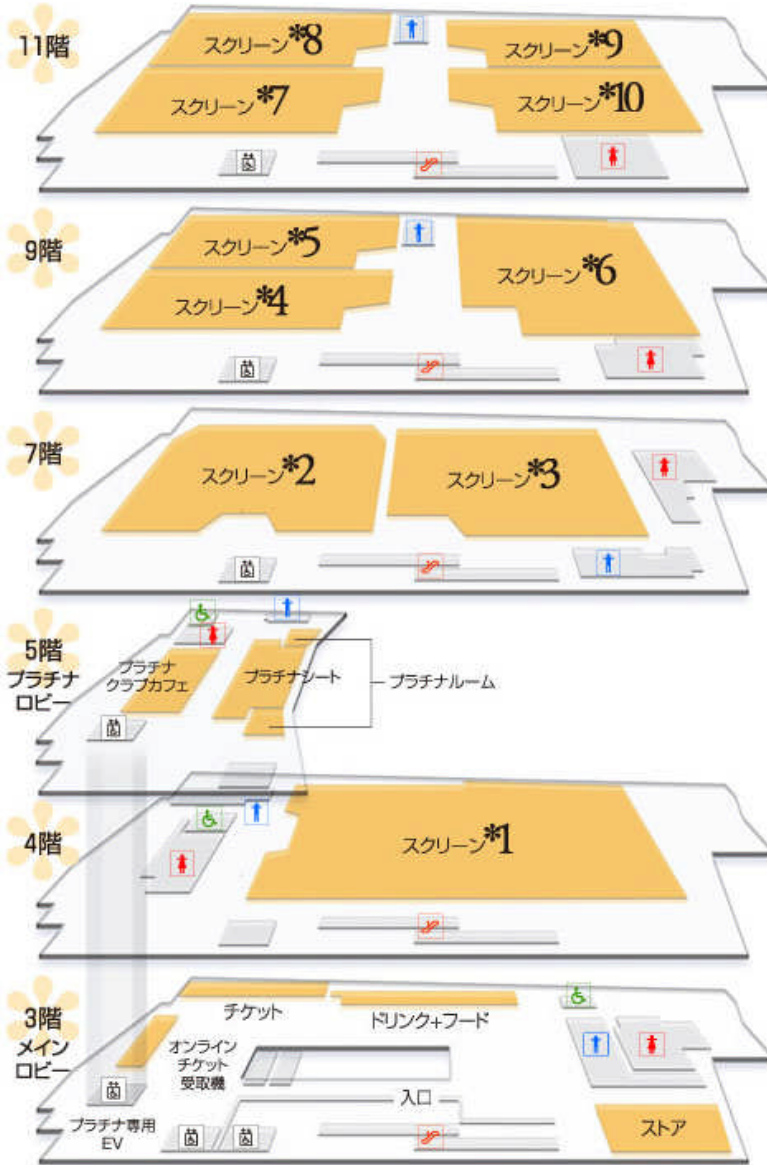 11階
スクリーン*8
スクリーン*9
スクリーン*7
スクリーン*10
9階
スクリーン*5
スクリーン*6
スクリーン*4
7階
スクリーン*2
スクリーン*3
5階
プラチナ
ロビー
プラチナ
クラブカフェ
プラチナシート
プラチナルーム
4階
スクリーン*1
3階
メイン
ロビー
チケット
ドリンク+フード
オンライン
チケット
受取機
入口
プラチナ専用
EV
ストア